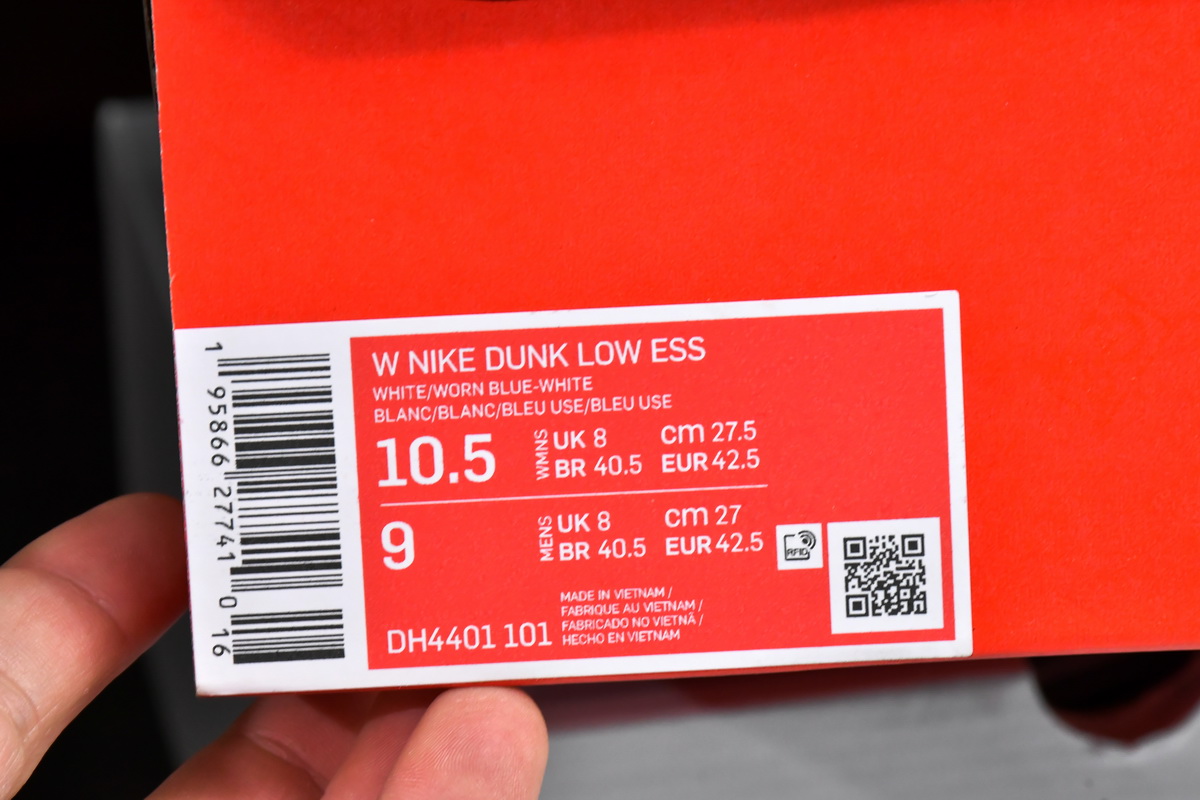 W NIKE DUNK LOW ESS
WHITE/WORN BLUE-WHITE
BLANC/BLANC/BLEU USE/BLEU USE
10.5 WMNS UK 8 cm 27.5
BR 40.5 EUR 42.5
9 MENS UK 8 cm 27
BR 40.5 EUR 42.5
RFID
MADE IN VIETNAM /
FABRIQUE AU VIETNAM /
FABRICADO NO VIETNÃ /
HECHO EN VIETNAM
DH4401 101
1 95866 27741 0 16